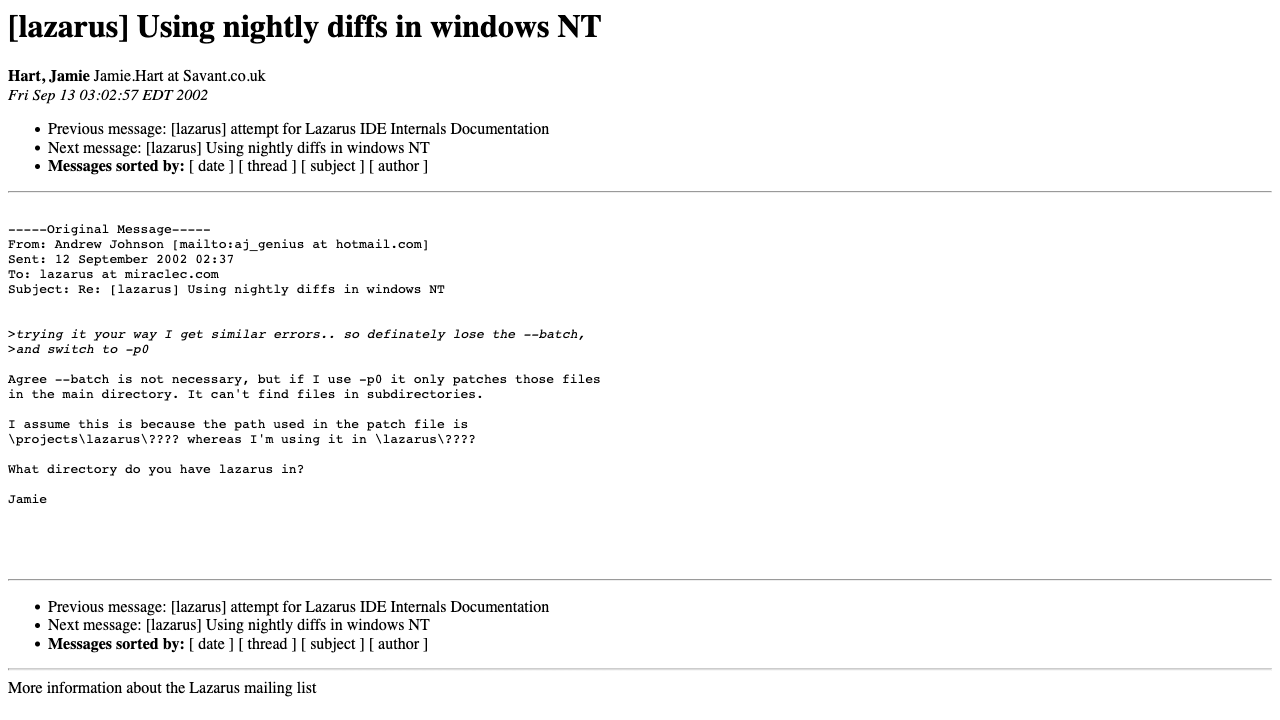 [lazarus] Using nightly diffs in windows NT
Hart, Jamie Jamie.Hart at Savant.co.uk
Fri Sep 13 03:02:57 EDT 2002
Previous message: [lazarus] attempt for Lazarus IDE Internals Documentation
Next message: [lazarus] Using nightly diffs in windows NT
Messages sorted by: [ date ] [ thread ] [ subject ] [ author ]
-----Original Message-----
From: Andrew Johnson [mailto:aj_genius at hotmail.com]
Sent: 12 September 2002 02:37
To: lazarus at miraclec.com
Subject: Re: [lazarus] Using nightly diffs in windows NT
>trying it your way I get similar errors.. so definately lose the --batch,
>and switch to -p0
Agree --batch is not necessary, but if I use -p0 it only patches those files
in the main directory. It can't find files in subdirectories.
I assume this is because the path used in the patch file is
\projects\lazarus\???? whereas I'm using it in \lazarus\????
What directory do you have lazarus in?
Jamie
Previous message: [lazarus] attempt for Lazarus IDE Internals Documentation
Next message: [lazarus] Using nightly diffs in windows NT
Messages sorted by: [ date ] [ thread ] [ subject ] [ author ]
More information about the Lazarus mailing list